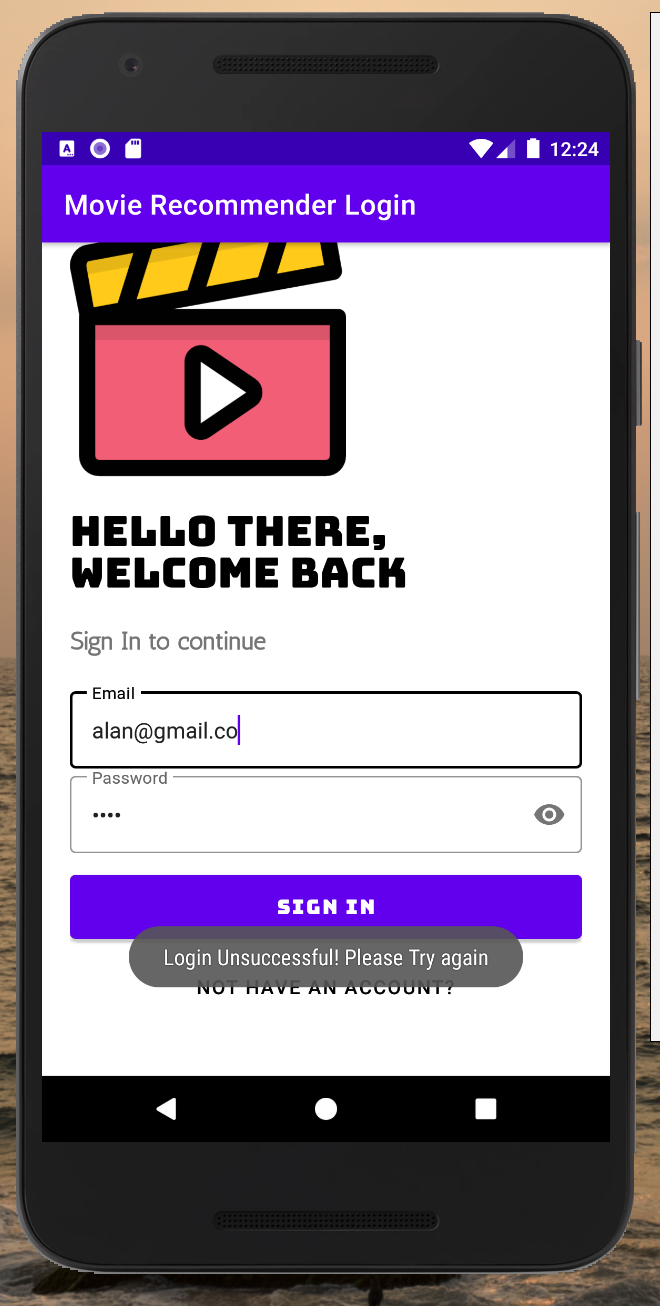 12:24
Movie Recommender Login
HELLO THERE,
WELCOME BACK
Sign In to continue
Email
alan@gmail.co
Password
••••
SIGN IN
Login Unsuccessful! Please Try again
NOT HAVE AN ACCOUNT?